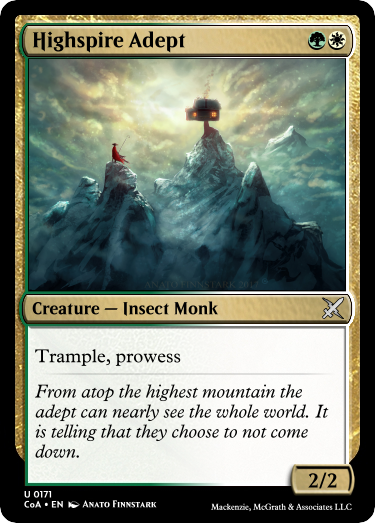 Highspire Adept
Creature — Insect Monk
Trample, prowess
From atop the highest mountain the
adept can nearly see the whole world. It
is telling that they choose to not come
down.
2/2
U 0171
CoA • EN Anato Finnstark
Mackenzie, McGrath & Associates LLC